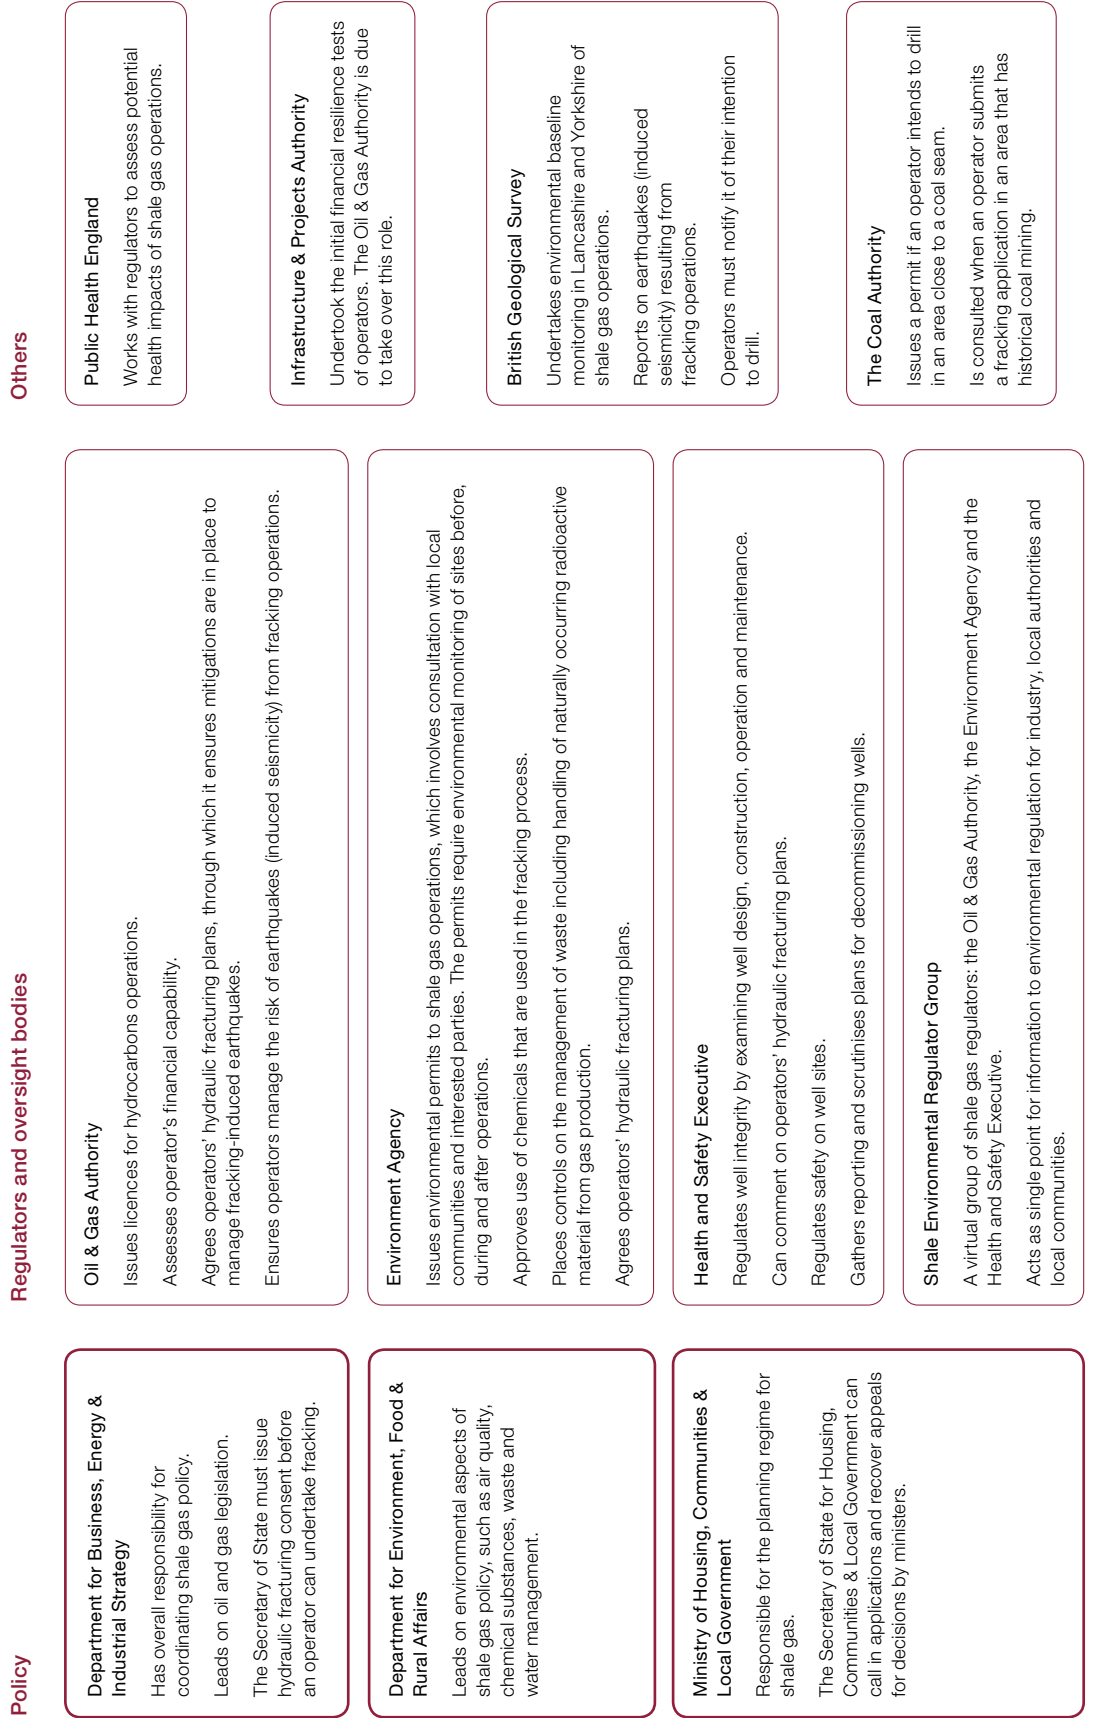 Policy
Department for Business, Energy &
Industrial Strategy
Has overall responsibility for
coordinating shale gas policy.
Leads on oil and gas legislation.
The Secretary of State must issue
hydraulic fracturing consent before
an operator can undertake fracking.
Department for Environment, Food &
Rural Affairs
Leads on environmental aspects of
shale gas policy, such as air quality,
chemical substances, waste and
water management.
Ministry of Housing, Communities &
Local Government
Responsible for the planning regime for
shale gas.
The Secretary of State for Housing,
Communities & Local Government can
call in applications and recover appeals
for decisions by ministers.
Regulators and oversight bodies
Oil & Gas Authority
Issues licences for hydrocarbons operations.
Assesses operator's financial capability.
Agrees operators' hydraulic fracturing plans, through which it ensures mitigations are in place to
manage fracking-induced earthquakes.
Ensures operators manage the risk of earthquakes (induced seismicity) from fracking operations.
Environment Agency
Issues environmental permits to shale gas operations, which involves consultation with local
communities and interested parties. The permits require environmental monitoring of sites before,
during and after operations.
Approves use of chemicals that are used in the fracking process.
Places controls on the management of waste including handling of naturally occurring radioactive
material from gas production.
Agrees operators' hydraulic fracturing plans.
Health and Safety Executive
Regulates well integrity by examining well design, construction, operation and maintenance.
Can comment on operators' hydraulic fracturing plans.
Regulates safety on well sites.
Gathers reporting and scrutinises plans for decommissioning wells.
Shale Environmental Regulator Group
A virtual group of shale gas regulators: the Oil & Gas Authority, the Environment Agency and the
Health and Safety Executive.
Acts as single point for information to environmental regulation for industry, local authorities and
local communities.
Others
Public Health England
Works with regulators to assess potential
health impacts of shale gas operations.
Infrastructure & Projects Authority
Undertook the initial financial resilience tests
of operators. The Oil & Gas Authority is due
to take over this role.
British Geological Survey
Undertakes environmental baseline
monitoring in Lancashire and Yorkshire of
shale gas operations.
Reports on earthquakes (induced
seismicity) resulting from
fracking operations.
Operators must notify it of their intention
to drill.
The Coal Authority
Issues a permit if an operator intends to drill
in an area close to a coal seam.
Is consulted when an operator submits
a fracking application in an area that has
historical coal mining.